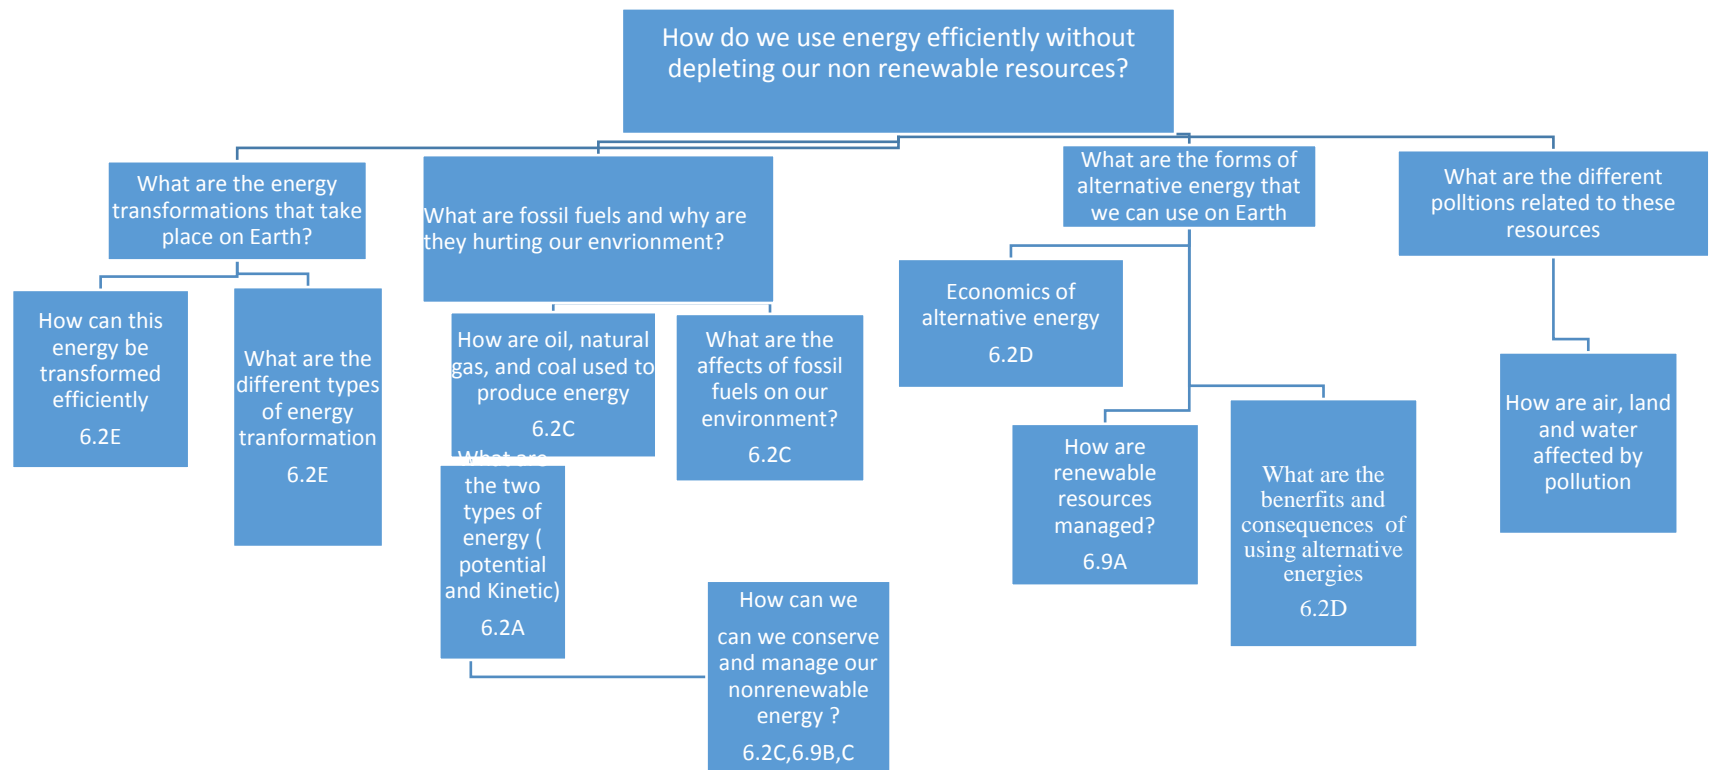 How do we use energy efficiently without
depleting our non renewable resources?
What are the energy
transformations that take
place on Earth?
What are fossil fuels and why are
they hurting our envrionment?
What are the forms of
alternative energy that
we can use on Earth
What are the different
polltions related to these
resources
How can this
energy be
transformed
efficiently
6.2E
What are the
different types
of energy
tranformation
6.2E
How are oil, natural
gas, and coal used to
produce energy
6.2C
What are the
affects of fossil
fuels on our
environment?
6.2C
Economics of
alternative energy
6.2D
How are
renewable
resources
managed?
6.9A
What are the
benerfits and
consequences of
using alternative
energies
6.2D
How are air, land
and water
affected by
pollution
What are
the two
types of
energy (
potential
and Kinetic)
6.2A
How can we
can we conserve
and manage our
nonrenewable
energy ?
6.2C,6.9B,C